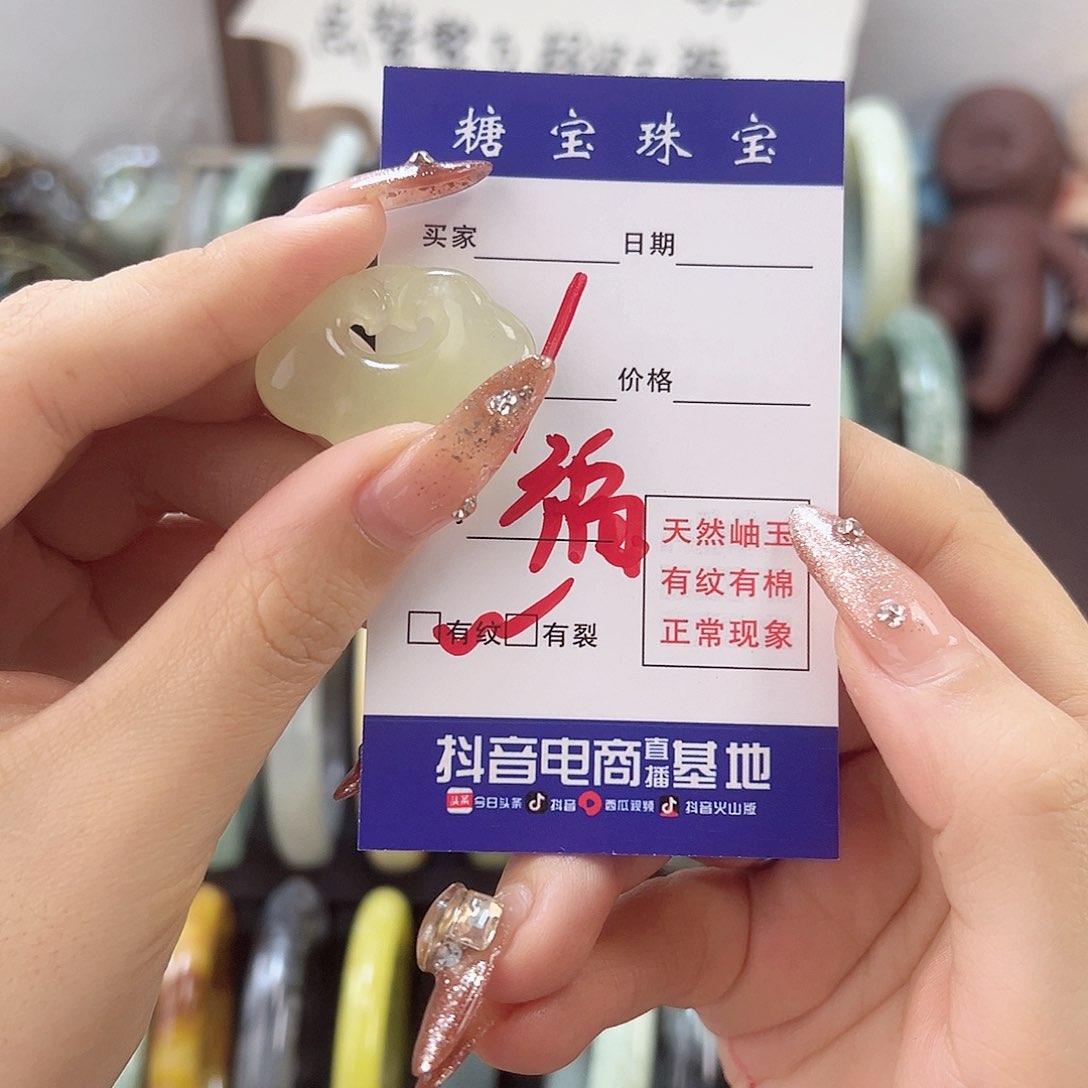 糖宝珠宝
买家 日期
价格
天然岫玉
有纹有棉
正常现象
有纹 有裂
抖音电商直播基地
头条 今日头条 抖音 西瓜视频 抖音火山版